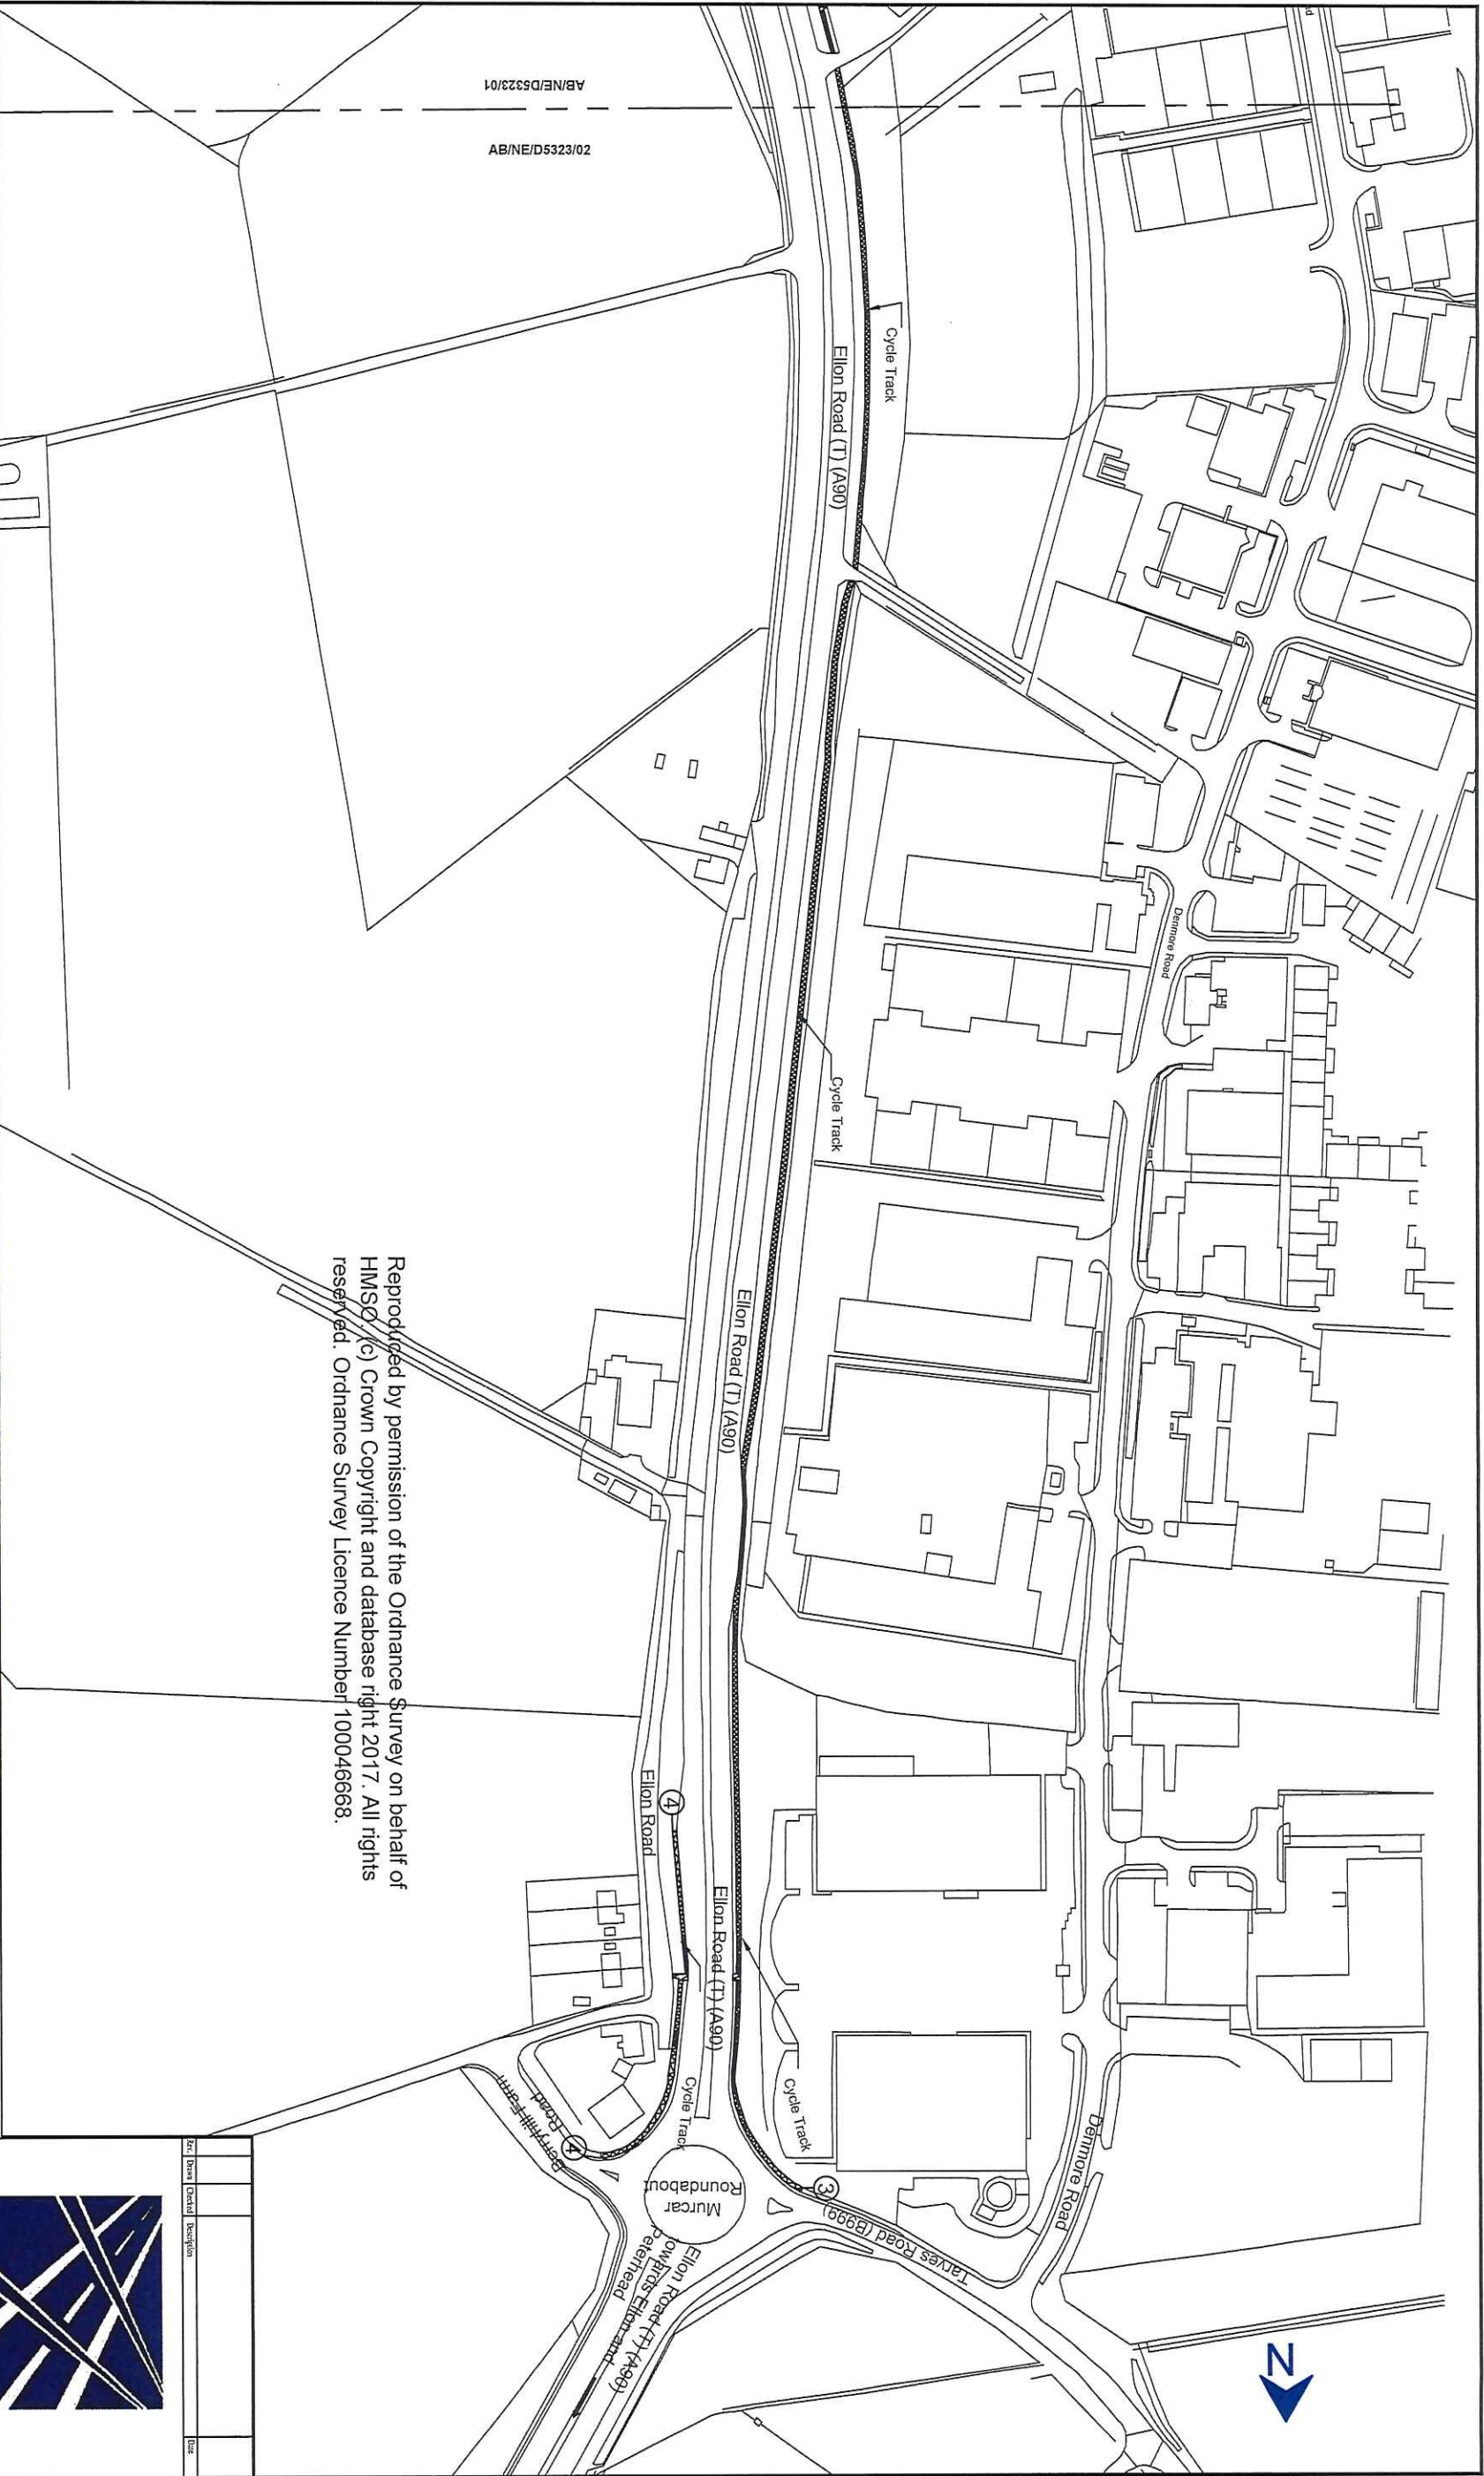 AB/NE/D5323/01
AB/NE/D5323/02
Cycle Track
Ellon Road (T) (A90)
Denmore Road
Cycle Track
Ellon Road (T) (A90)
Reproduced by permission of the Ordnance Survey on behalf of
HMSO. (c) Crown Copyright and database right 2017. All rights
reserved. Ordnance Survey Licence Number 100046668.
4
Ellon Road
Ellon Road (T) (A90)
Cycle Track
Cycle Track
3
4
Berryhill Farm
Road
Murcar
Roundabout
Tarves Road (B999)
Denmore Road
Ellon Road (T) (A90)
towards Ellon and
Peterhead
N
Rev. Drawn Checked Description Date